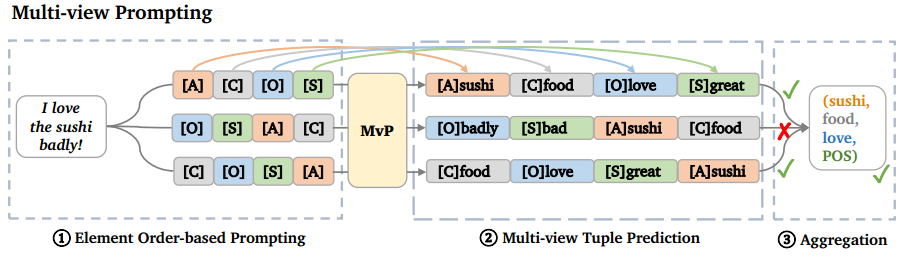 Multi-view Prompting
I love
the sushi
badly!
[A] [C] [O] [S]
[O] [S] [A] [C]
[C] [O] [S] [A]
MvP
[A]sushi [C]food [O]love [S]great
[O]badly [S]bad [A]sushi [C]food
[C]food [O]love [S]great [A]sushi
(sushi,
food,
love,
POS)
① Element Order-based Prompting
② Multi-view Tuple Prediction
③ Aggregation